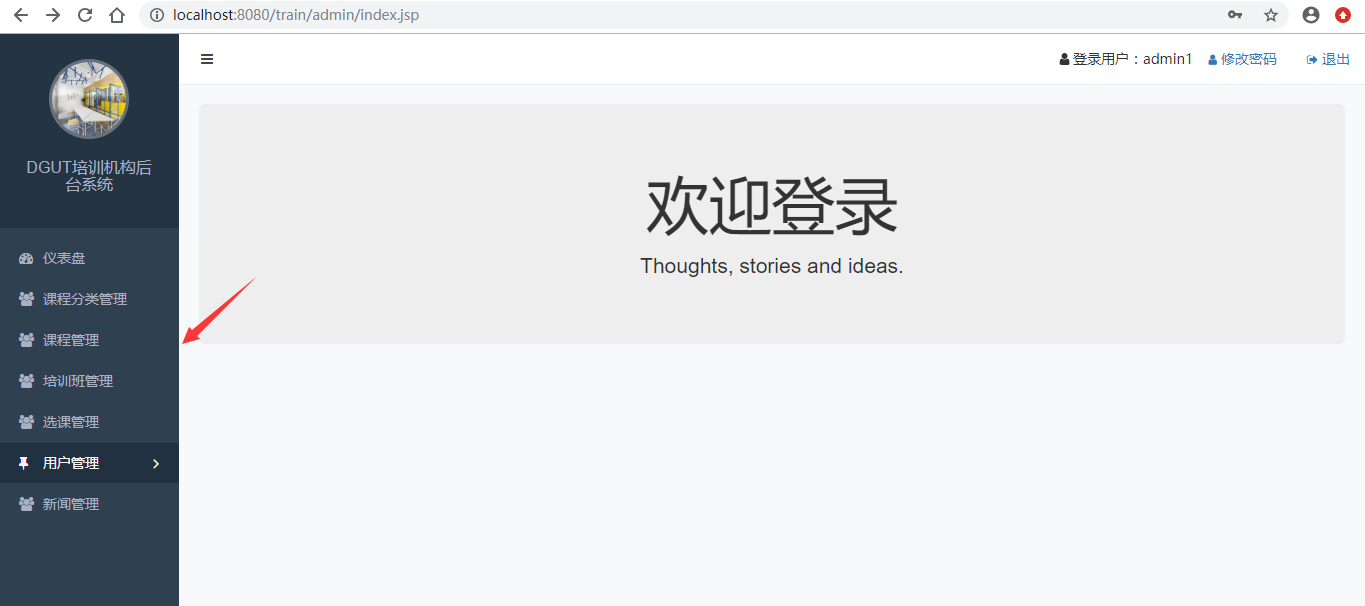 localhost:8080/train/admin/index.jsp
登录用户：admin1 修改密码 退出
DGUT培训机构后
台系统
仪表盘
课程分类管理
课程管理
培训班管理
选课管理
用户管理
新闻管理
欢迎登录
Thoughts, stories and ideas.